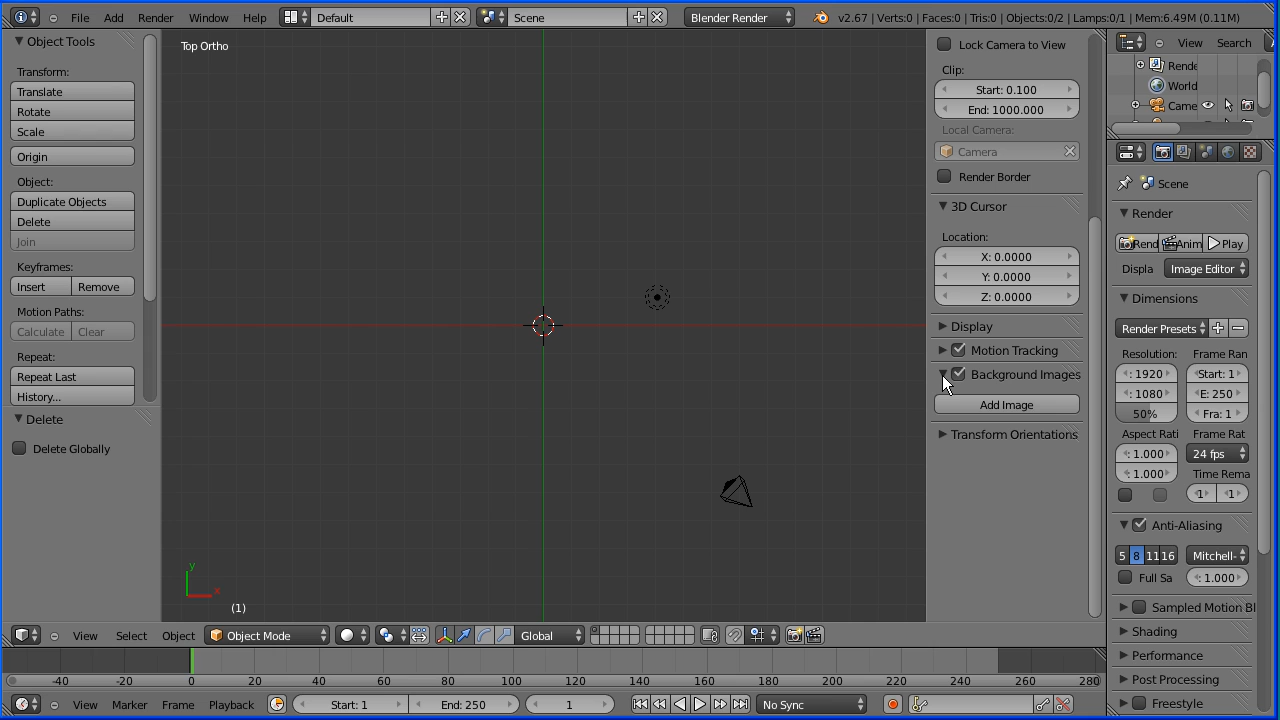 File Add Render Window Help Default Scene Blender Render v2.67 | Verts:0 | Faces:0 | Tris:0 | Objects:0/2 | Lamps:0/1 | Mem:6.49M (0.11M)
Object Tools
Transform:
Translate
Rotate
Scale
Origin
Object:
Duplicate Objects
Delete
Join
Keyframes:
Insert Remove
Motion Paths:
Calculate Clear
Repeat:
Repeat Last
History...
Delete
Delete Globally
Top Ortho
y
x
(1)
Lock Camera to View
Clip:
Start: 0.100
End: 1000.000
Local Camera:
Camera
Render Border
3D Cursor
Location:
X: 0.0000
Y: 0.0000
Z: 0.0000
Display
Motion Tracking
Background Images
Add Image
Transform Orientations
View Search
Rende
World
Came
Scene
Render
Rend Anim Play
Displa Image Editor
Dimensions
Render Presets
Resolution: Frame Ran
: 1920 Start: 1
: 1080 E: 250
50% Fra: 1
Aspect Rati Frame Rat
: 1.000 24 fps
: 1.000 Time Rema
: 1 : 1
Anti-Aliasing
5 8 11 16 Mitchell-
Full Sa : 1.000
Sampled Motion Bl
Shading
Performance
Post Processing
Freestyle
View Select Object Object Mode Global
-40 -20 0 20 40 60 80 100 120 140 160 180 200 220 240 260 280
View Marker Frame Playback Start: 1 End: 250 1 No Sync